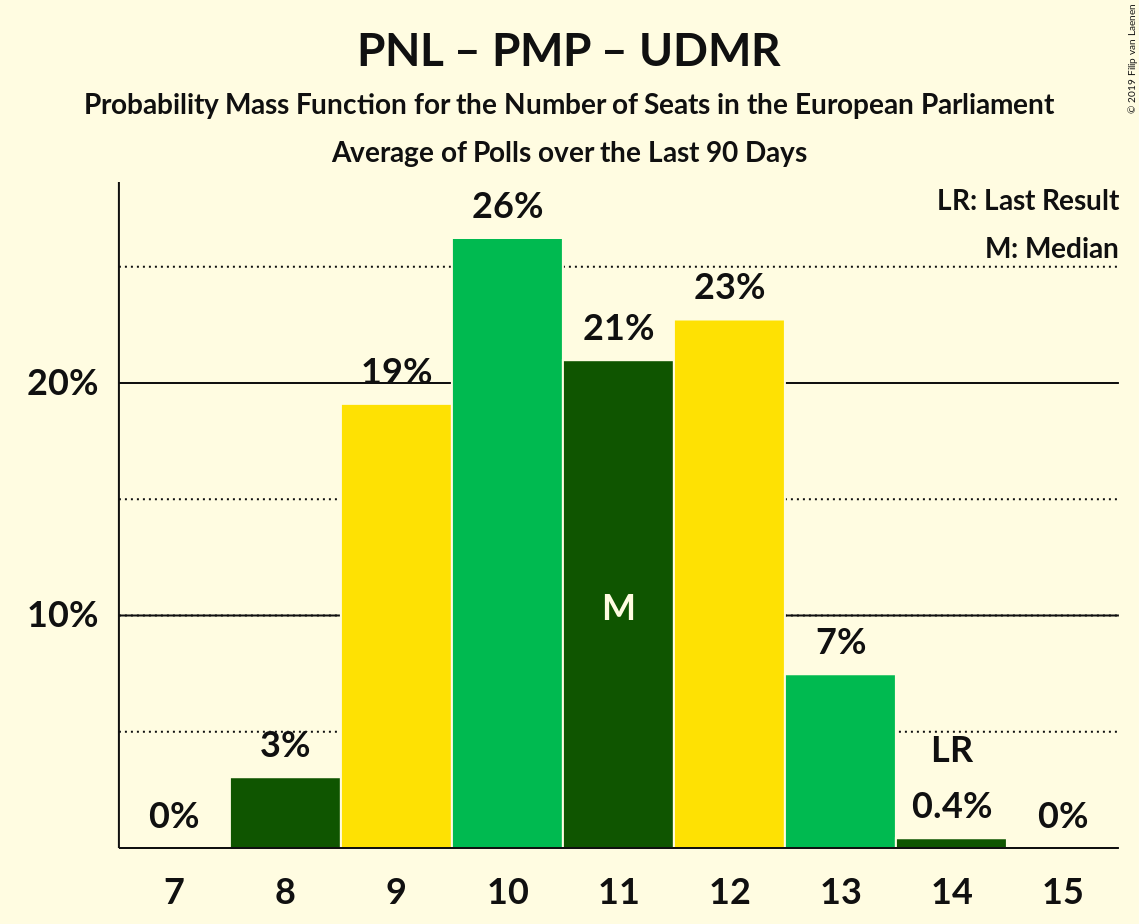 PNL – PMP – UDMR
Probability Mass Function for the Number of Seats in the European Parliament
Average of Polls over the Last 90 Days
© 2019 Filip van Laenen
LR: Last Result
M: Median
26%
23%
21%
19%
20%
M
10%
7%
3%
LR
0%
0.4%
0%
7 8 9 10 11 12 13 14 15